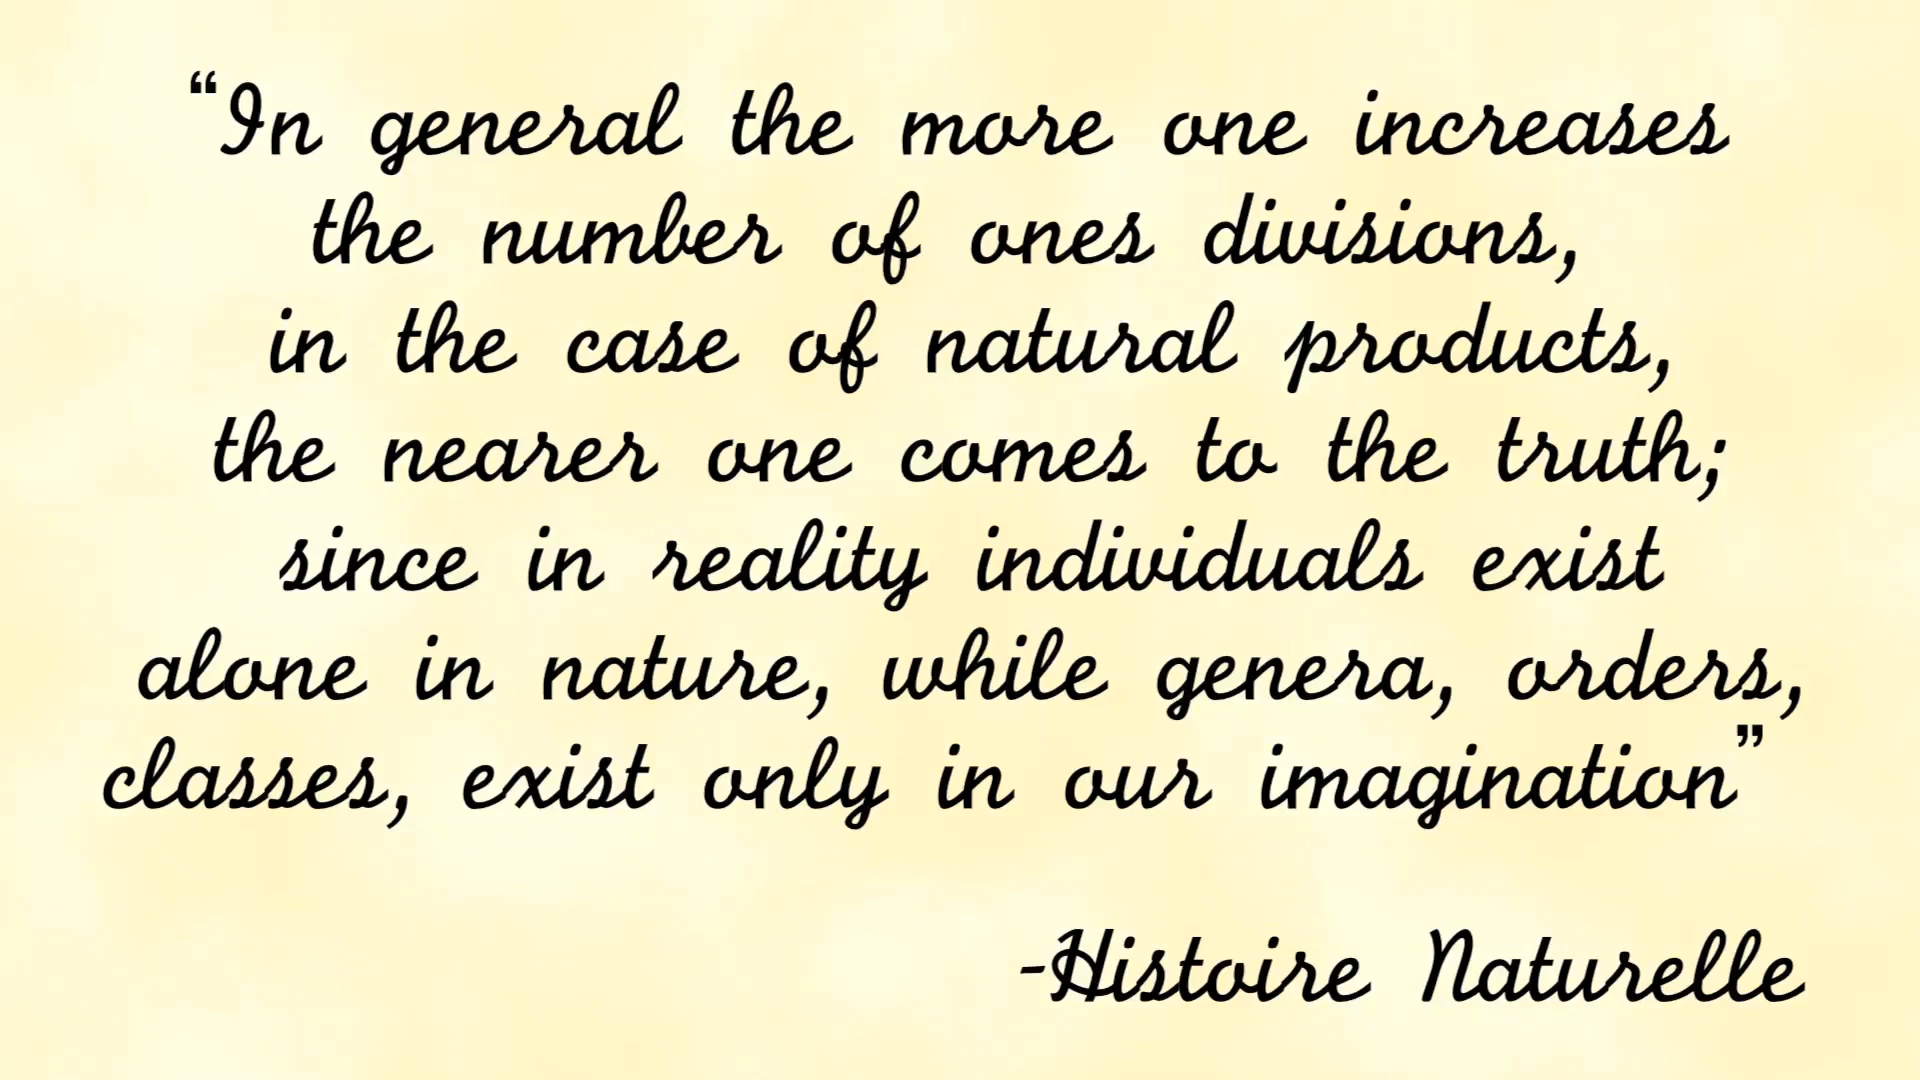 “In general the more one increases
the number of ones divisions,
in the case of natural products,
the nearer one comes to the truth;
since in reality individuals exist
alone in nature, while genera, orders,
classes, exist only in our imagination”
-Histoire Naturelle